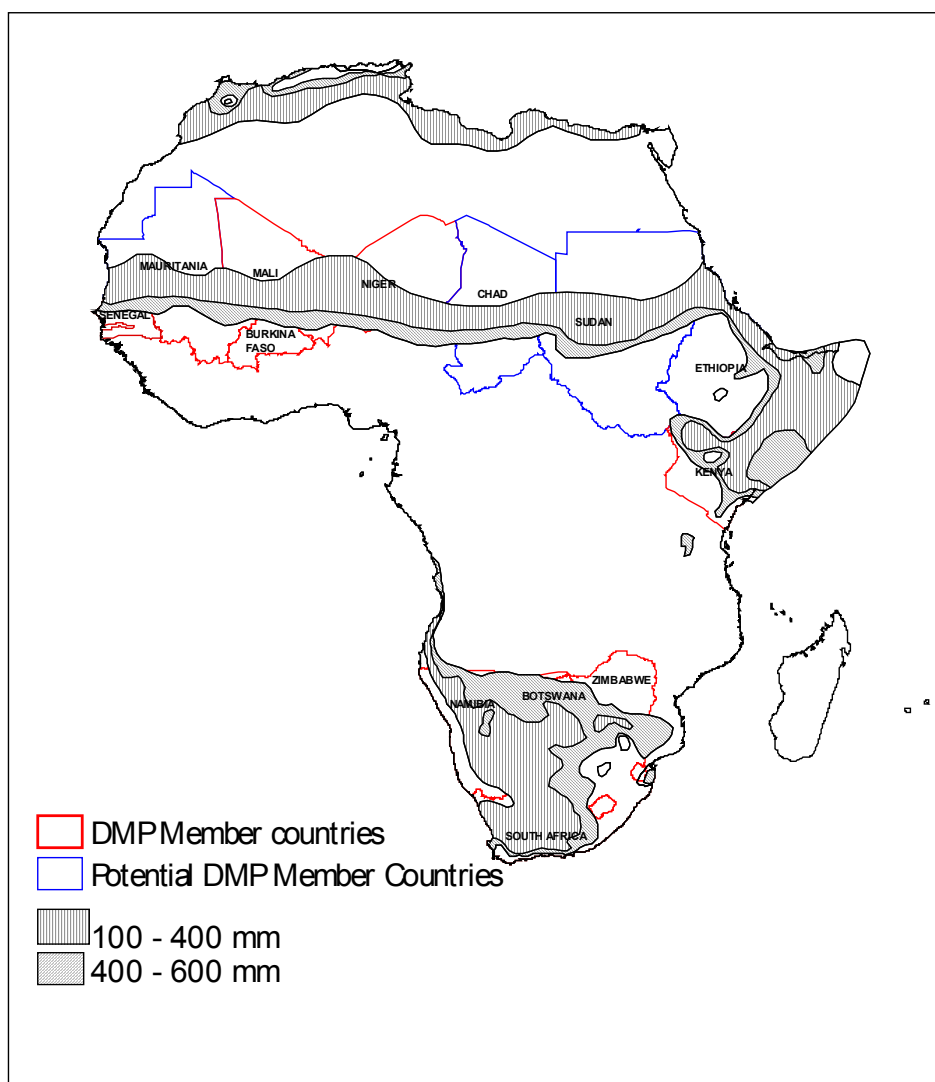 MAURITANIA
MALI
NIGER
CHAD
SENEGAL
SUDAN
BURKINA
FASO
ETHIOPIA
KENYA
ZIMBABWE
BOTSWANA
NAMIBIA
SOUTH AFRICA
DMP Member countries
Potential DMP Member Countries
100 - 400 mm
400 - 600 mm